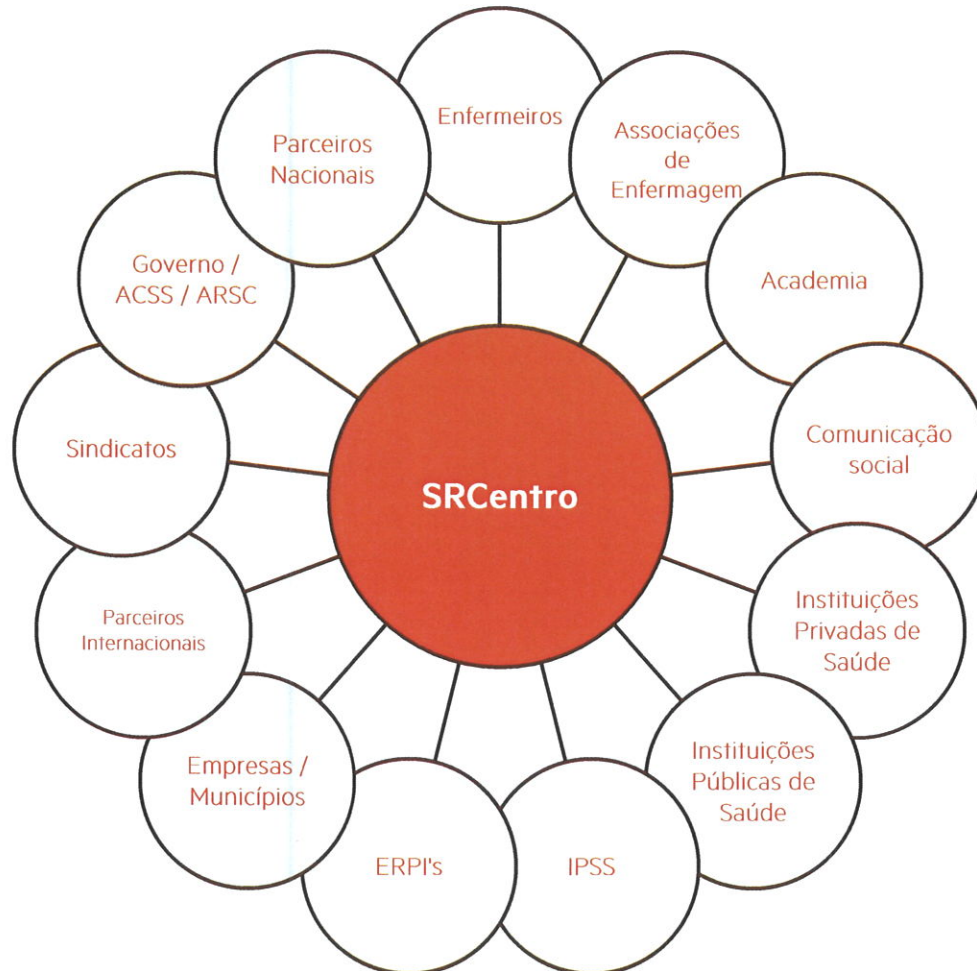 Enfermeiros
Associações
de
Enfermagem
Academia
Comunicação
social
Instituições
Privadas de
Saúde
Instituições
Públicas de
Saúde
IPSS
ERPI's
Empresas /
Municípios
Parceiros
Internacionais
Sindicatos
Governo /
ACSS / ARSC
Parceiros
Nacionais
SRCentro